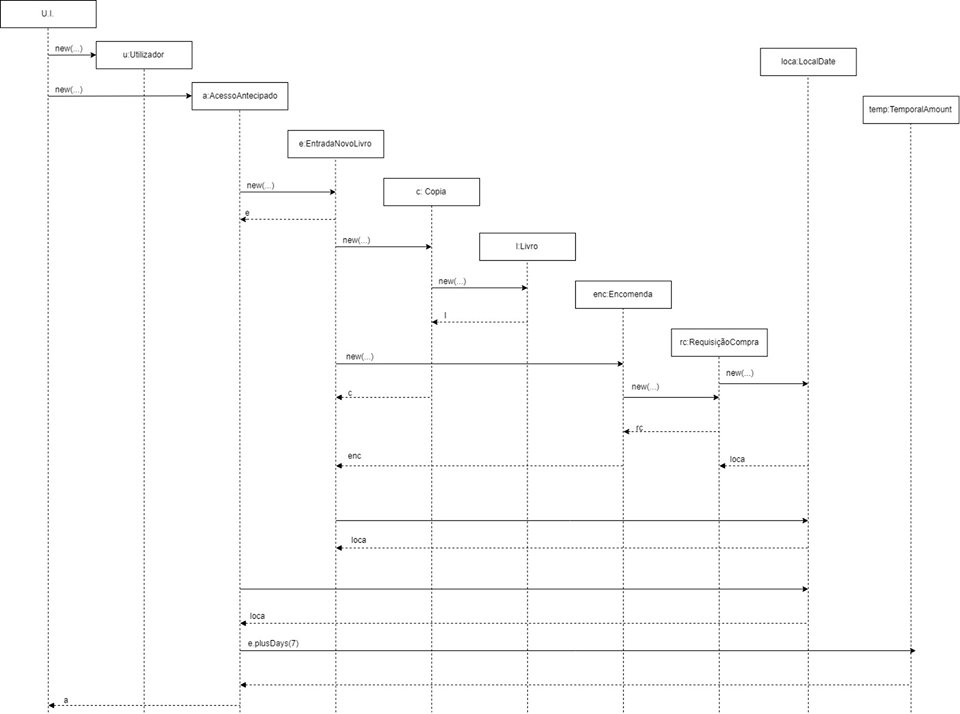 U.I.
new(...)
u:Utilizador
loca:LocalDate
new(...)
a:AcessoAntecipado
temp:TemporalAmount
e:EntradaNovoLivro
new(...)
c: Copia
e
new(...)
l:Livro
new(...)
enc:Encomenda
l
rc:RequisiçãoCompra
new(...)
new(...)
new(...)
c
rc
enc
loca
loca
loca
e.plusDays(7)
a